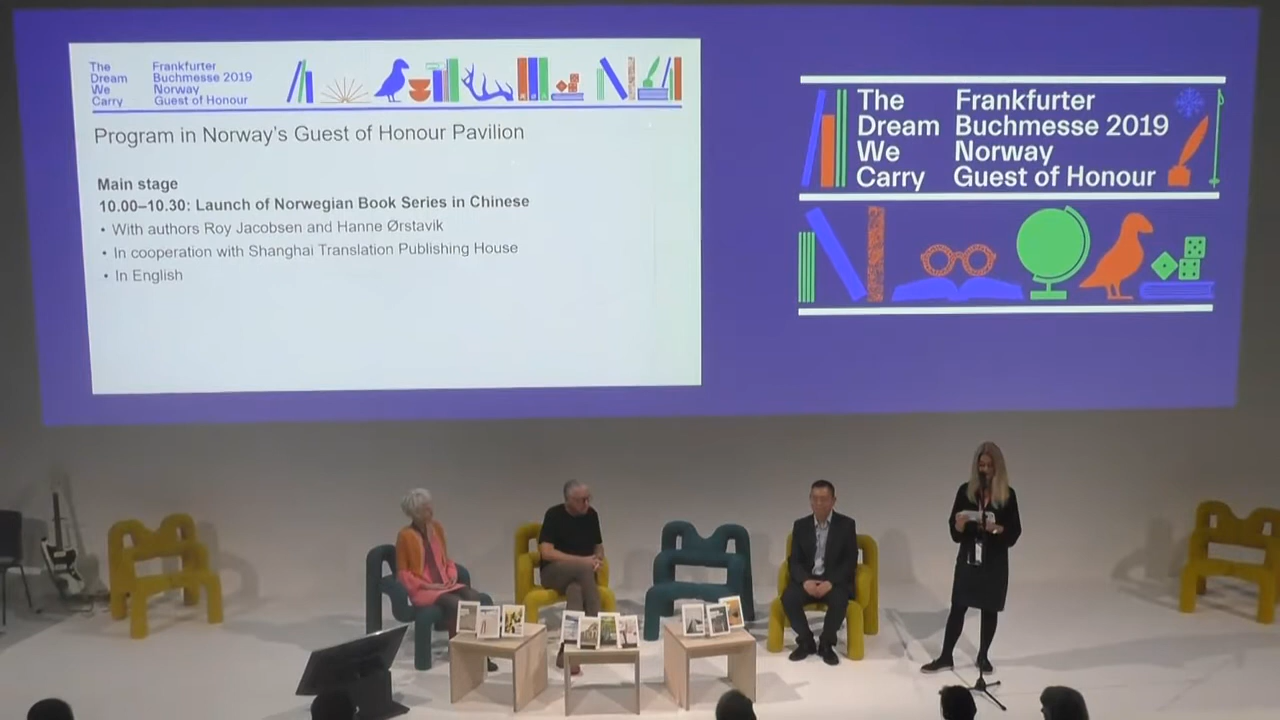 The
Dream
We
Carry
Frankfurter
Buchmesse 2019
Norway
Guest of Honour
Program in Norway's Guest of Honour Pavilion
Main stage
10.00–10.30: Launch of Norwegian Book Series in Chinese
• With authors Roy Jacobsen and Hanne Ørstavik
• In cooperation with Shanghai Translation Publishing House
• In English
The
Dream
We
Carry
Frankfurter
Buchmesse 2019
Norway
Guest of Honour